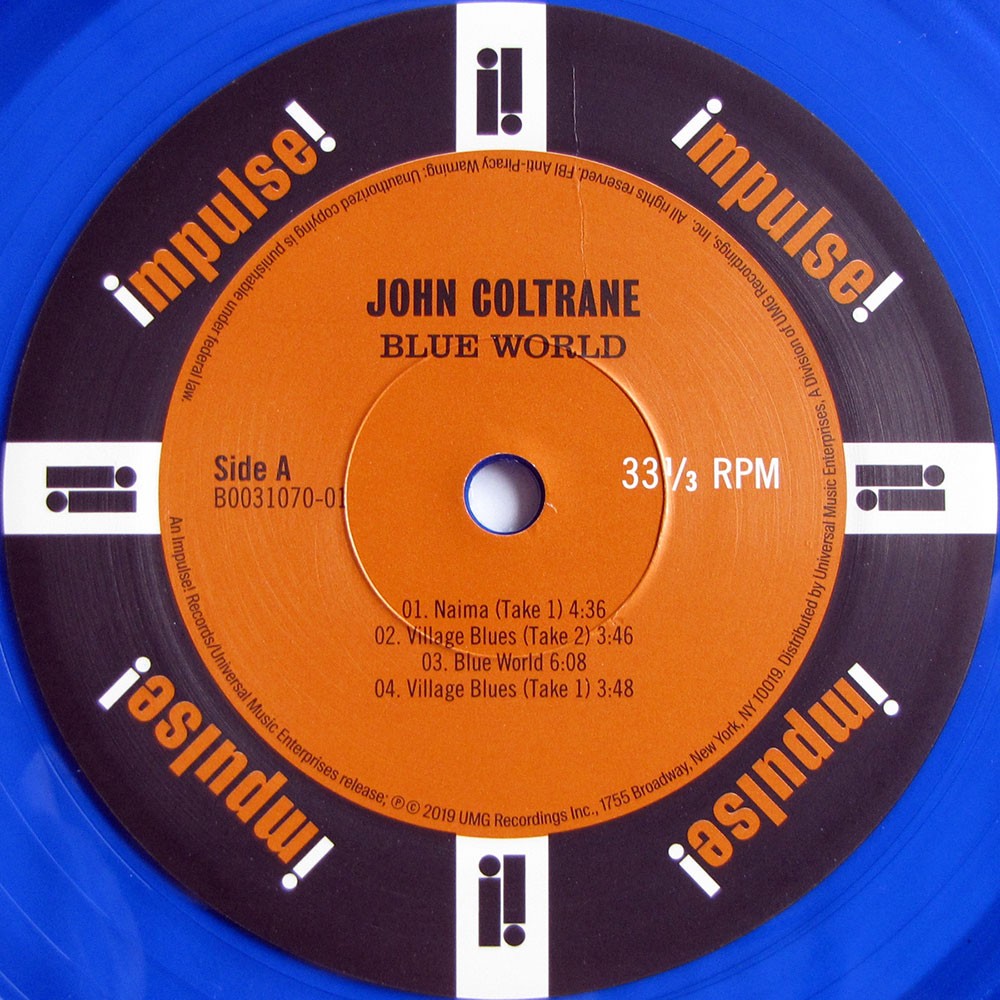 impulse!
impulse!
JOHN COLTRANE
BLUE WORLD
Side A
B0031070-01
33 1/3 RPM
01. Naima (Take 1) 4:36
02. Village Blues (Take 2) 3:46
03. Blue World 6:08
04. Village Blues (Take 1) 3:48
An Impulse! Records/Universal Music Enterprises release; ℗© 2019 UMG Recordings Inc., 1755 Broadway, New York, NY 10019. Distributed by Universal Music Enterprises, A Division of UMG Recordings, Inc. All rights reserved. FBI Anti-Piracy Warning: Unauthorized copying is punishable under federal law.
impulse!
impulse!